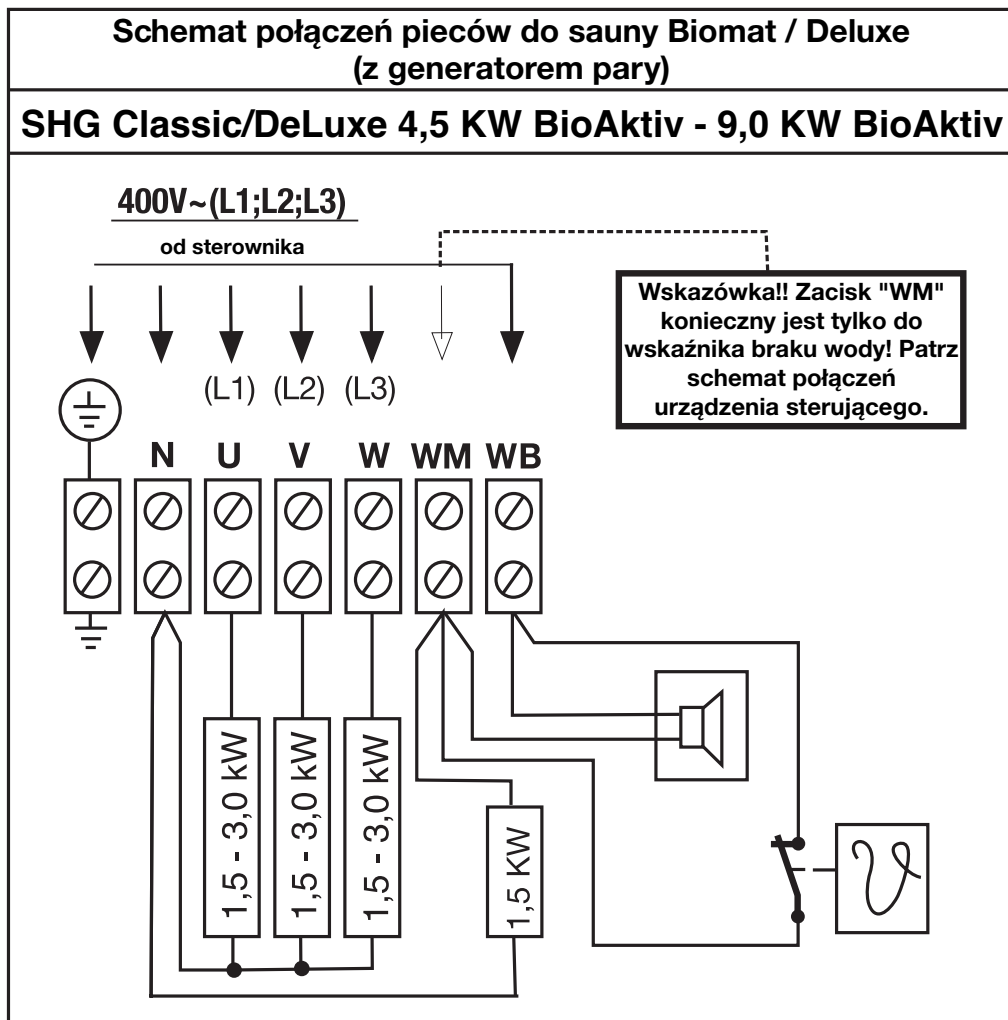 Schemat połączeń pieców do sauny Biomat / Deluxe
(z generatorem pary)
SHG Classic/DeLuxe 4,5 KW BioAktiv - 9,0 KW BioAktiv
400V~(L1;L2;L3)
od sterownika
Wskazówka!! Zacisk "WM"
konieczny jest tylko do
wskaźnika braku wody! Patrz
schemat połączeń
urządzenia sterującego.
(L1) (L2) (L3)
N U V W WM WB
1,5 - 3,0 kW
1,5 - 3,0 kW
1,5 - 3,0 kW
1,5 KW
ϑ